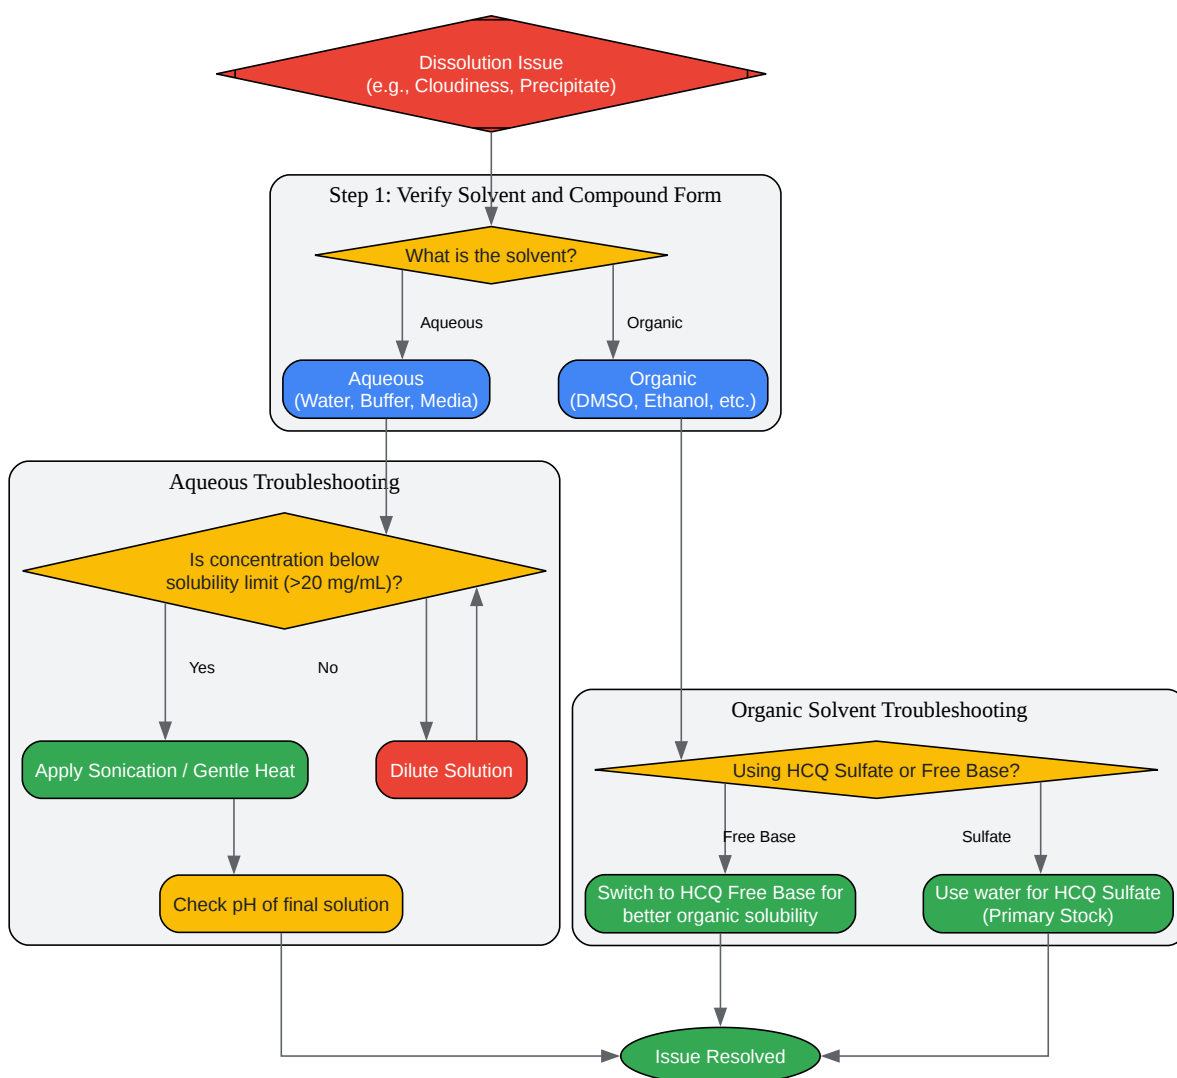 Dissolution Issue
(e.g., Cloudiness, Precipitate)
Step 1: Verify Solvent and Compound Form
What is the solvent?
Aqueous
Organic
Aqueous
(Water, Buffer, Media)
Organic
(DMSO, Ethanol, etc.)
Aqueous Troubleshooting
Is concentration below
solubility limit (>20 mg/mL)?
Yes
No
Apply Sonication / Gentle Heat
Dilute Solution
Check pH of final solution
Organic Solvent Troubleshooting
Using HCQ Sulfate or Free Base?
Free Base
Sulfate
Switch to HCQ Free Base for
better organic solubility
Use water for HCQ Sulfate
(Primary Stock)
Issue Resolved